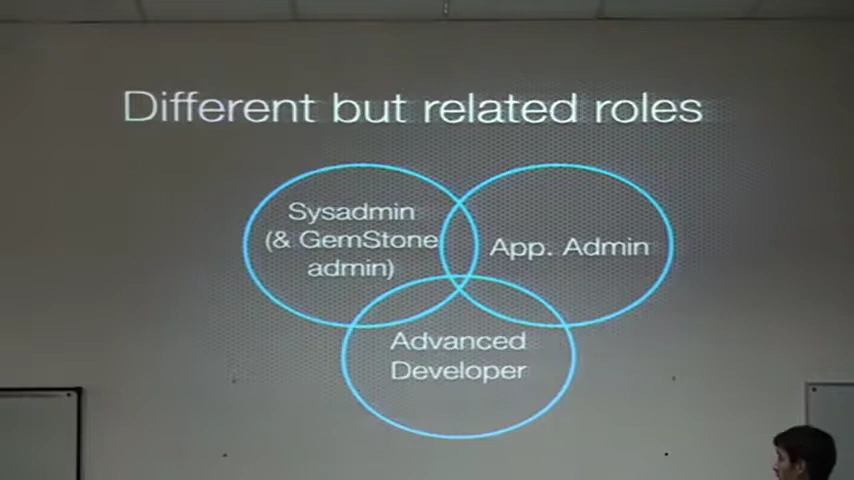 Different but related roles
Sysadmin
(& GemStone
admin)
App. Admin
Advanced
Developer